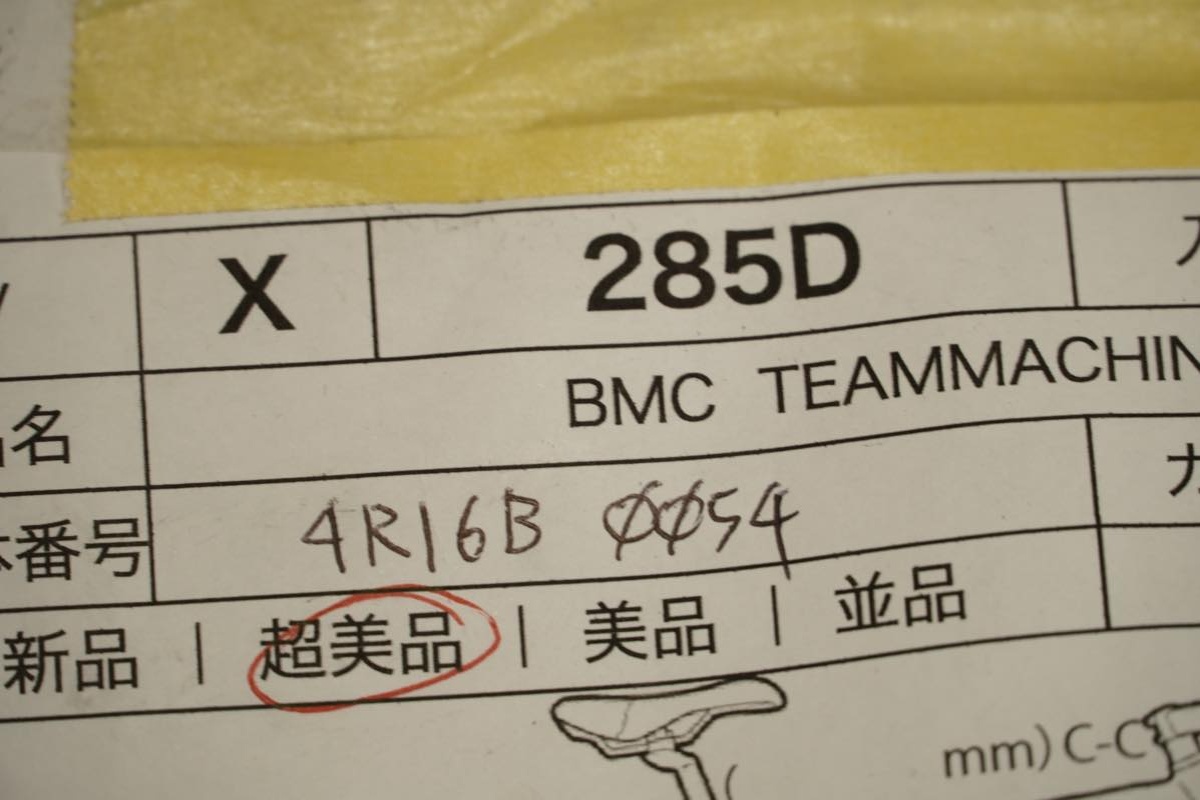 X 285D
名 BMC TEAMMACHIN
番号 4R16B 0054
新品 | 超美品 | 美品 | 並品
mm) C-C